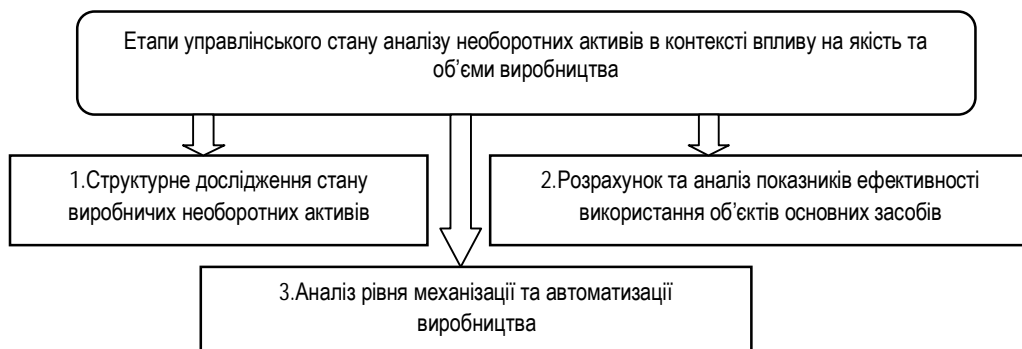 Етапи управлінського стану аналізу необоротних активів в контексті впливу на якість та
об’єми виробництва
1.Структурне дослідження стану
виробничих необоротних активів
2.Розрахунок та аналіз показників ефективності
використання об’єктів основних засобів
3.Аналіз рівня механізації та автоматизації
виробництва